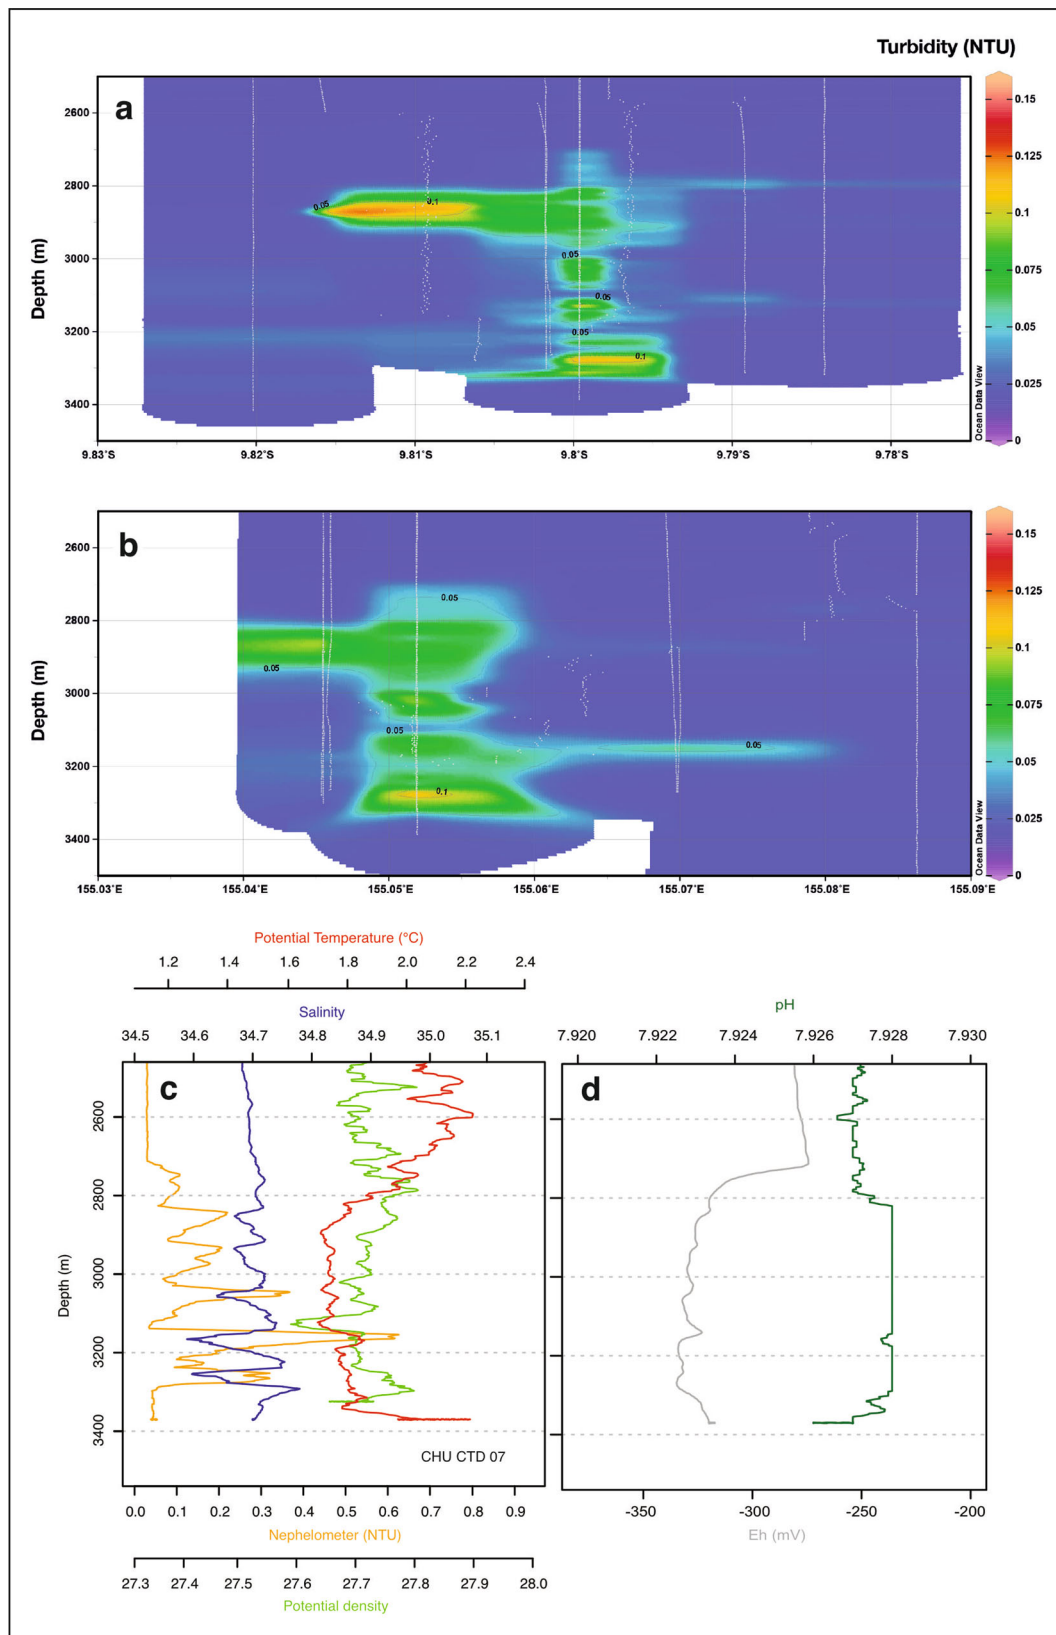 Turbidity (NTU)
a
Depth (m)
2600
2800
3000
3200
3400
9.83°S
9.82°S
9.81°S
9.8°S
9.79°S
9.78°S
0.05
0.1
0.05
0.05
0.05
0.1
Ocean Data View
0.15
0.125
0.1
0.075
0.05
0.025
0
b
Depth (m)
2600
2800
3000
3200
3400
155.03°E
155.04°E
155.05°E
155.06°E
155.07°E
155.08°E
155.09°E
0.05
0.05
0.05
0.05
0.1
Ocean Data View
0.15
0.125
0.1
0.075
0.05
0.025
0
Potential Temperature (°C)
1.2 1.4 1.6 1.8 2.0 2.2 2.4
Salinity
34.5 34.6 34.7 34.8 34.9 35.0 35.1
c
Depth (m)
2600
2800
3000
3200
3400
CHU CTD 07
0.0 0.1 0.2 0.3 0.4 0.5 0.6 0.7 0.8 0.9
Nephelometer (NTU)
27.3 27.4 27.5 27.6 27.7 27.8 27.9 28.0
Potential density
pH
7.920 7.922 7.924 7.926 7.928 7.930
d
-350 -300 -250 -200
Eh (mV)